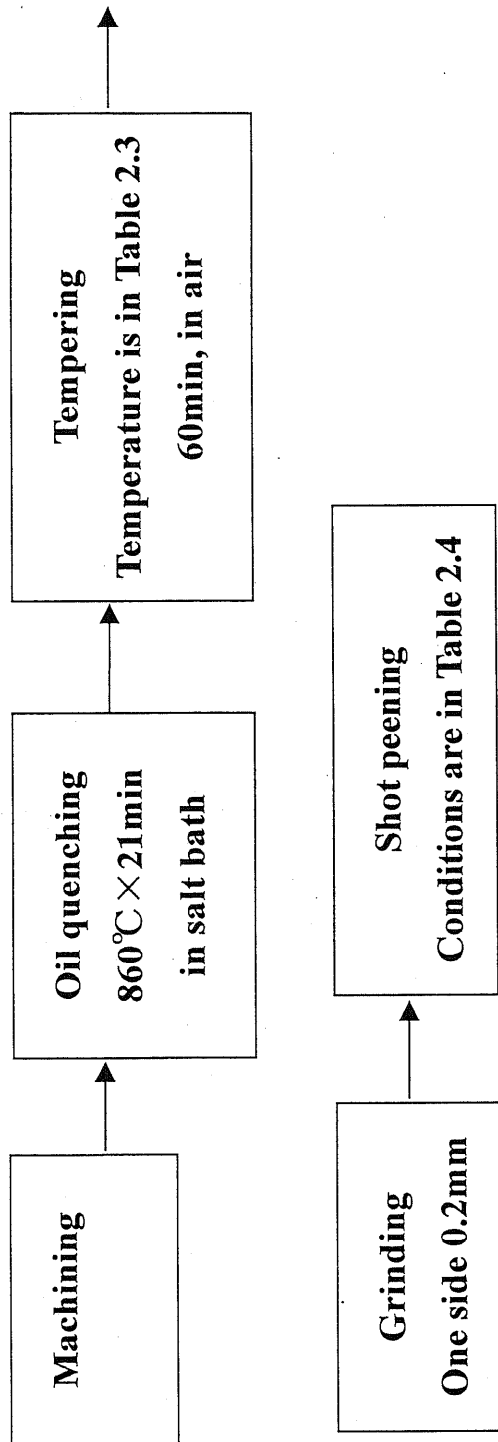 Machining
Oil quenching
860℃×21min
in salt bath
Tempering
Temperature is in Table 2.3
60min, in air
Grinding
One side 0.2mm
Shot peening
Conditions are in Table 2.4